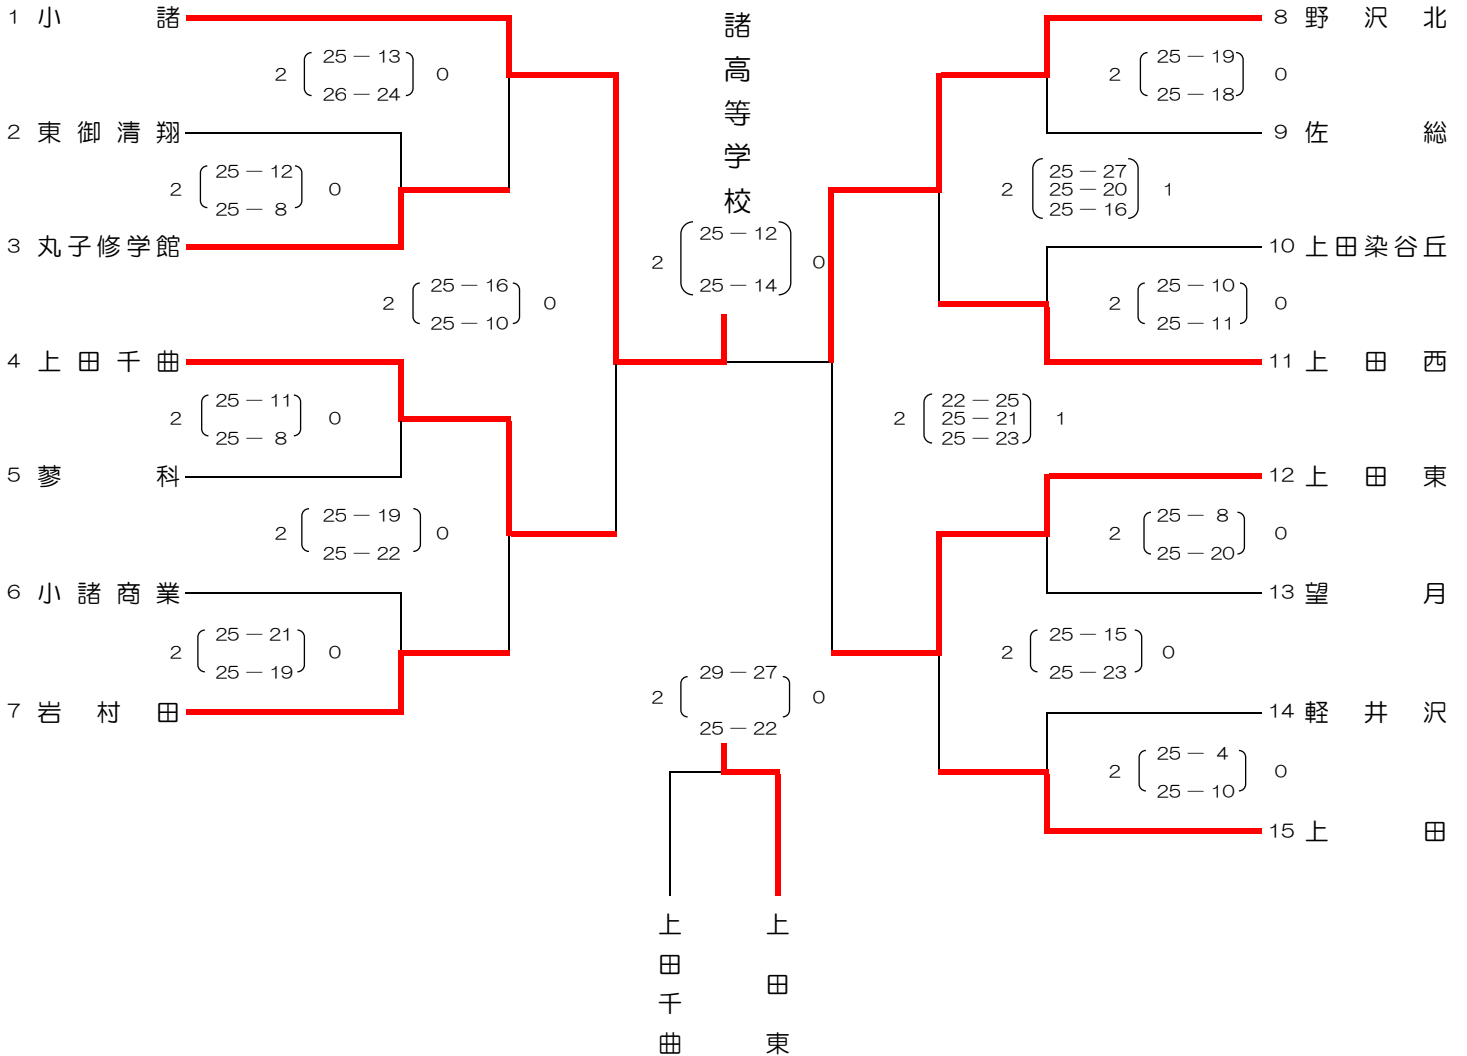 1 小諸
25 － 13
2 0
26 － 24
2 東御清翔
25 － 12
2 0
25 － 8
3 丸子修学館
25 － 16
2 0
25 － 10
4 上田千曲
25 － 11
2 0
25 － 8
5 蓼科
25 － 19
2 0
25 － 22
6 小諸商業
25 － 21
2 0
25 － 19
7 岩村田
諸高等学校
25 － 12
2 0
25 － 14
29 － 27
2 0
25 － 22
上田千曲
上田東
8 野沢北
25 － 19
2 0
25 － 18
9 佐総
25 － 27
2 25 － 20 1
25 － 16
10 上田染谷丘
25 － 10
2 0
25 － 11
11 上田西
22 － 25
2 25 － 21 1
25 － 23
12 上田東
25 － 8
2 0
25 － 20
13 望月
25 － 15
2 0
25 － 23
14 軽井沢
25 － 4
2 0
25 － 10
15 上田